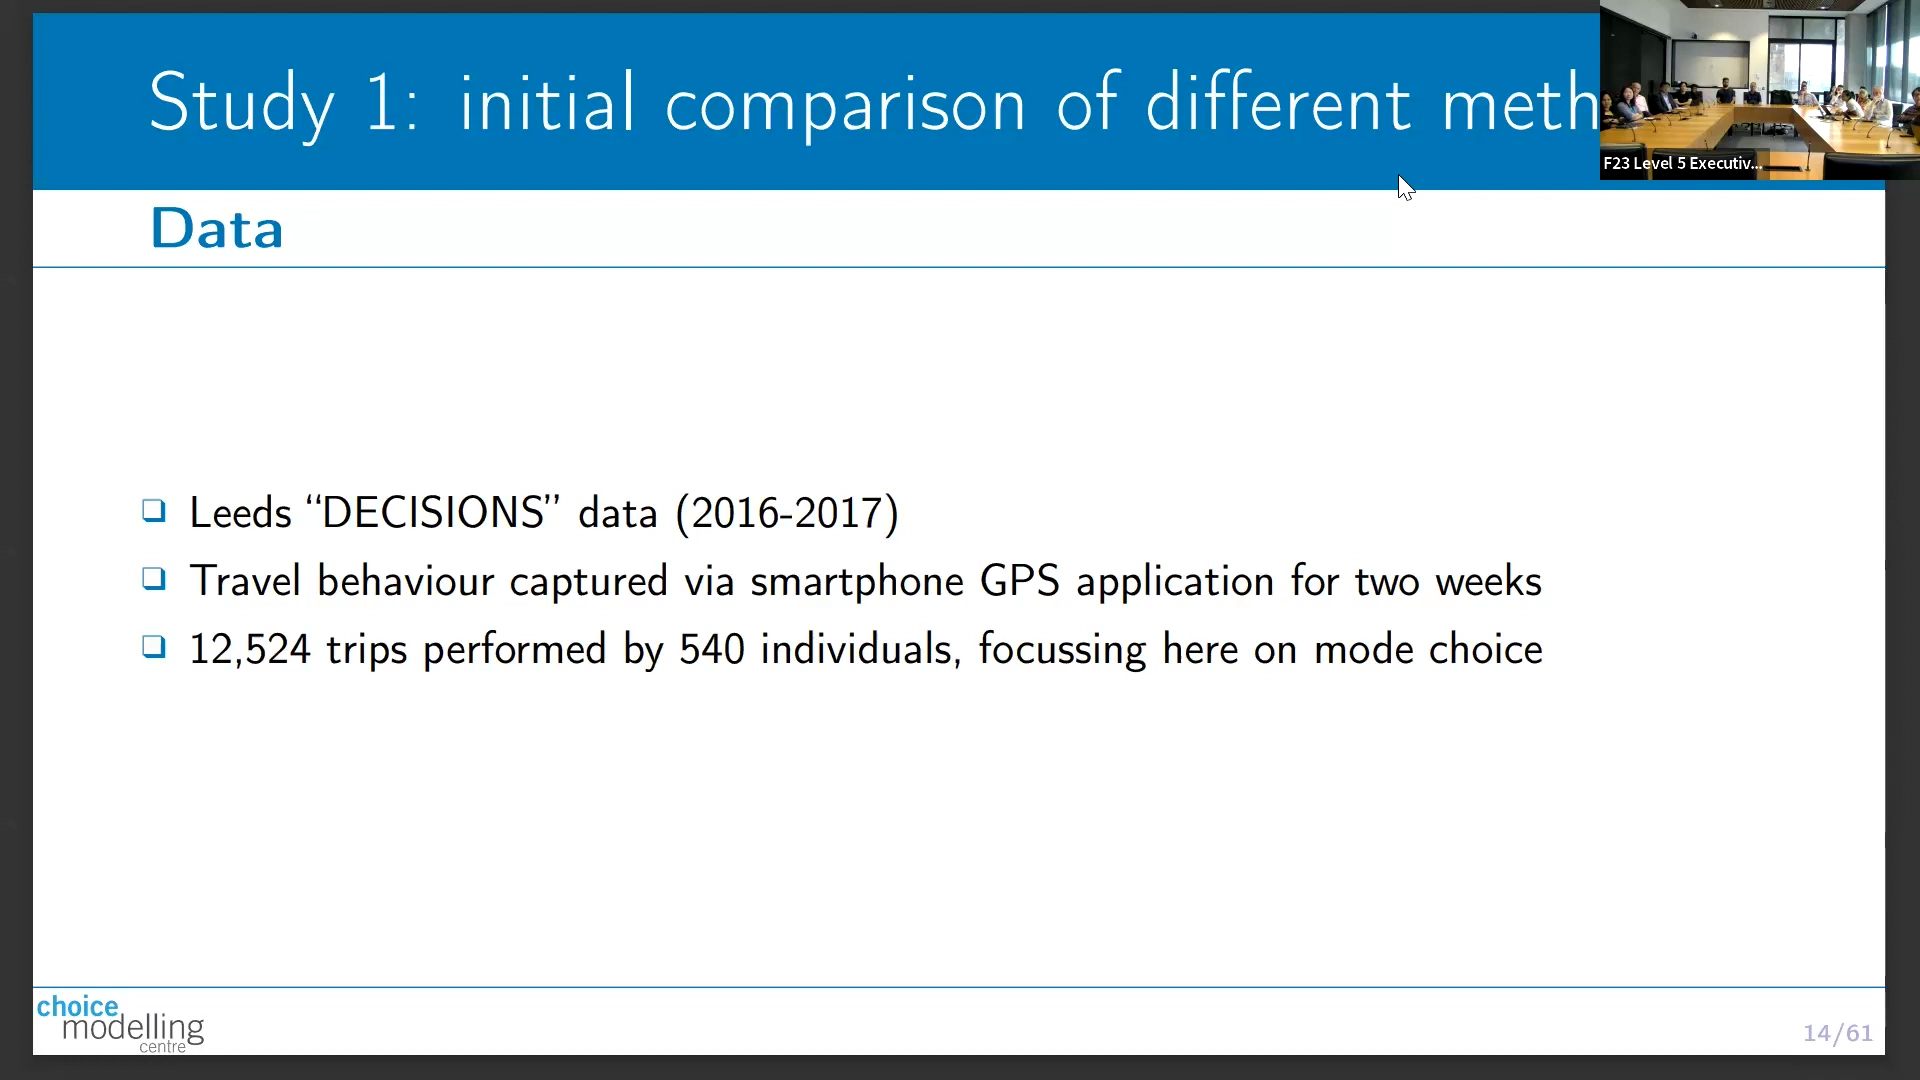 Study 1: initial comparison of different meth
F23 Level 5 Executiv...
Data
❑ Leeds “DECISIONS” data (2016-2017)
❑ Travel behaviour captured via smartphone GPS application for two weeks
❑ 12,524 trips performed by 540 individuals, focussing here on mode choice
choice
modelling
centre
14/61